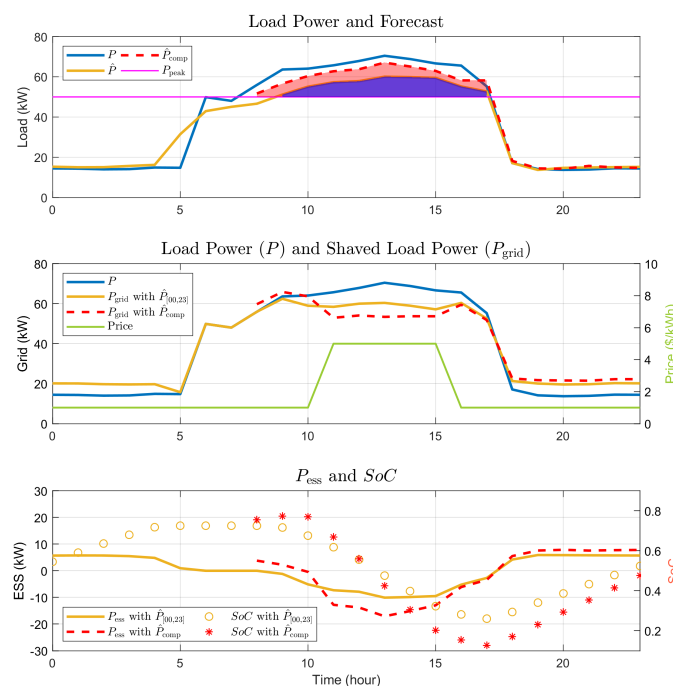 Load Power and Forecast
80
60
40
20
0
Load (kW)
P
P̂
P̂comp
Ppeak
0 5 10 15 20
Load Power (P) and Shaved Load Power (Pgrid)
80
60
40
20
0
Grid (kW)
P
Pgrid with P̂[00,23]
Pgrid with P̂comp
Price
10
8
6
4
2
0
Price ($/kWh)
0 5 10 15 20
Pess and SoC
30
20
10
0
-10
-20
-30
ESS (kW)
Pess with P̂[00,23]
Pess with P̂comp
SoC with P̂[00,23]
SoC with P̂comp
0.8
0.6
0.4
0.2
SoC
0 5 10 15 20
Time (hour)